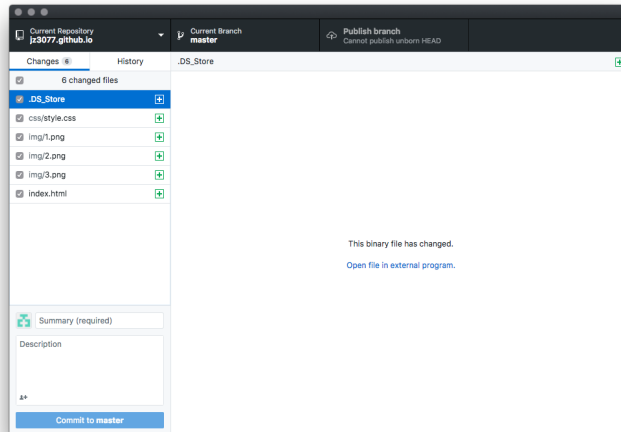 Current Repository
jz3077.github.io
Current Branch
master
Publish branch
Cannot publish unborn HEAD
Changes 6
History
.DS_Store
6 changed files
.DS_Store
css/style.css
img/1.png
img/2.png
img/3.png
index.html
This binary file has changed.
Open file in external program.
Summary (required)
Description
Commit to master